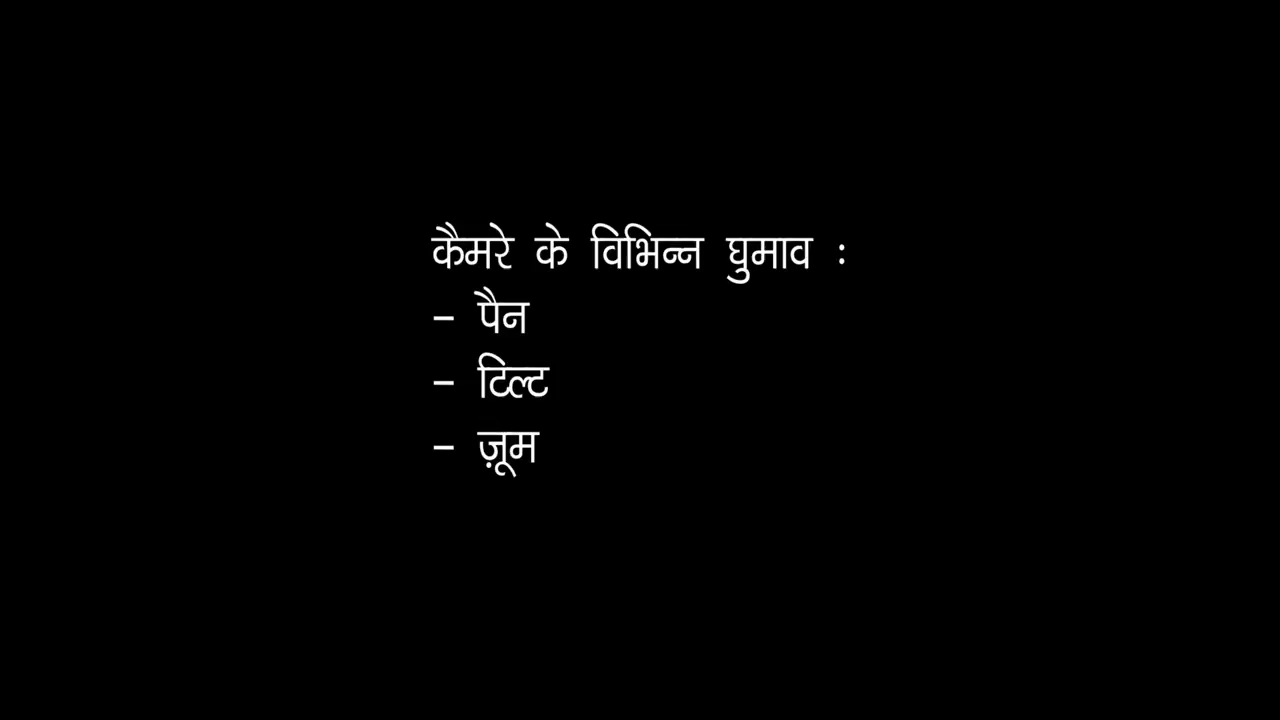 कैमरे के विभिन्न घुमाव :
– पैन
– टिल्ट
– ज़ूम